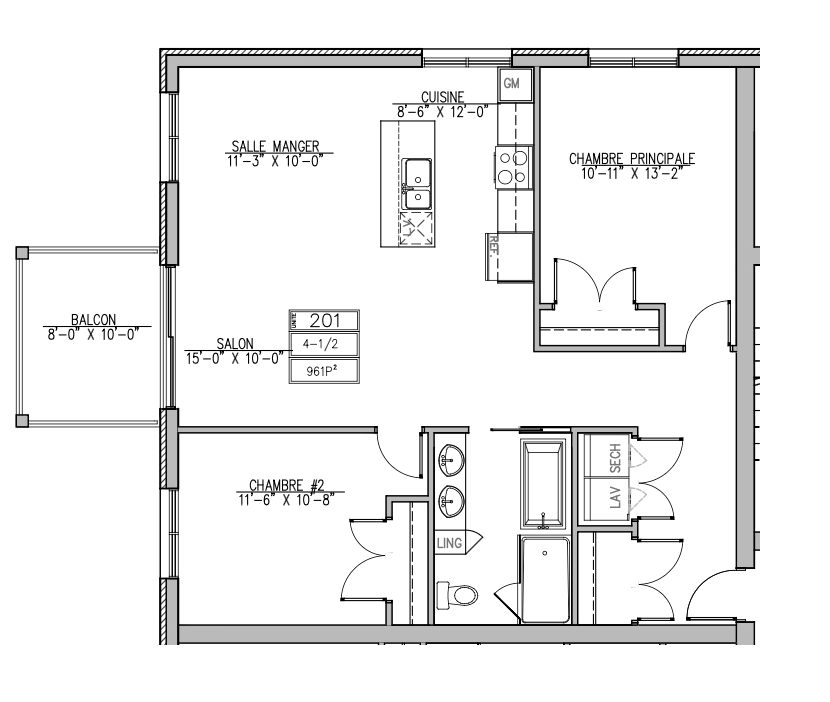 GM
CUISINE
8'-6" X 12'-0"
SALLE MANGER
11'-3" X 10'-0"
CHAMBRE PRINCIPALE
10'-11" X 13'-2"
REF.
BALCON
8'-0" X 10'-0"
UNITÉ 201
SALON
15'-0" X 10'-0"
4-1/2
961P²
CHAMBRE #2
11'-6" X 10'-8"
SECH
LAV
LING